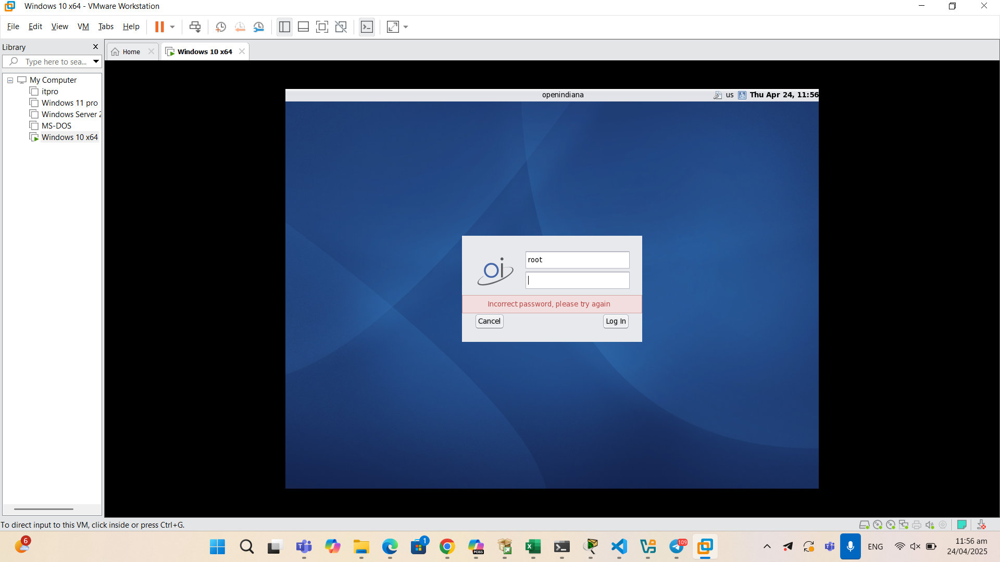 Windows 10 x64 - VMware Workstation
File Edit View VM Tabs Help
Library
Type here to sea...
Home
Windows 10 x64
My Computer
itpro
Windows 11 pro
Windows Server 2
MS-DOS
Windows 10 x64
openindiana
us
Thu Apr 24, 11:56
oi
root
Incorrect password, please try again
Cancel
Log In
To direct input to this VM, click inside or press Ctrl+G.
6
1
M365
109
ENG
11:56 am
24/04/2025